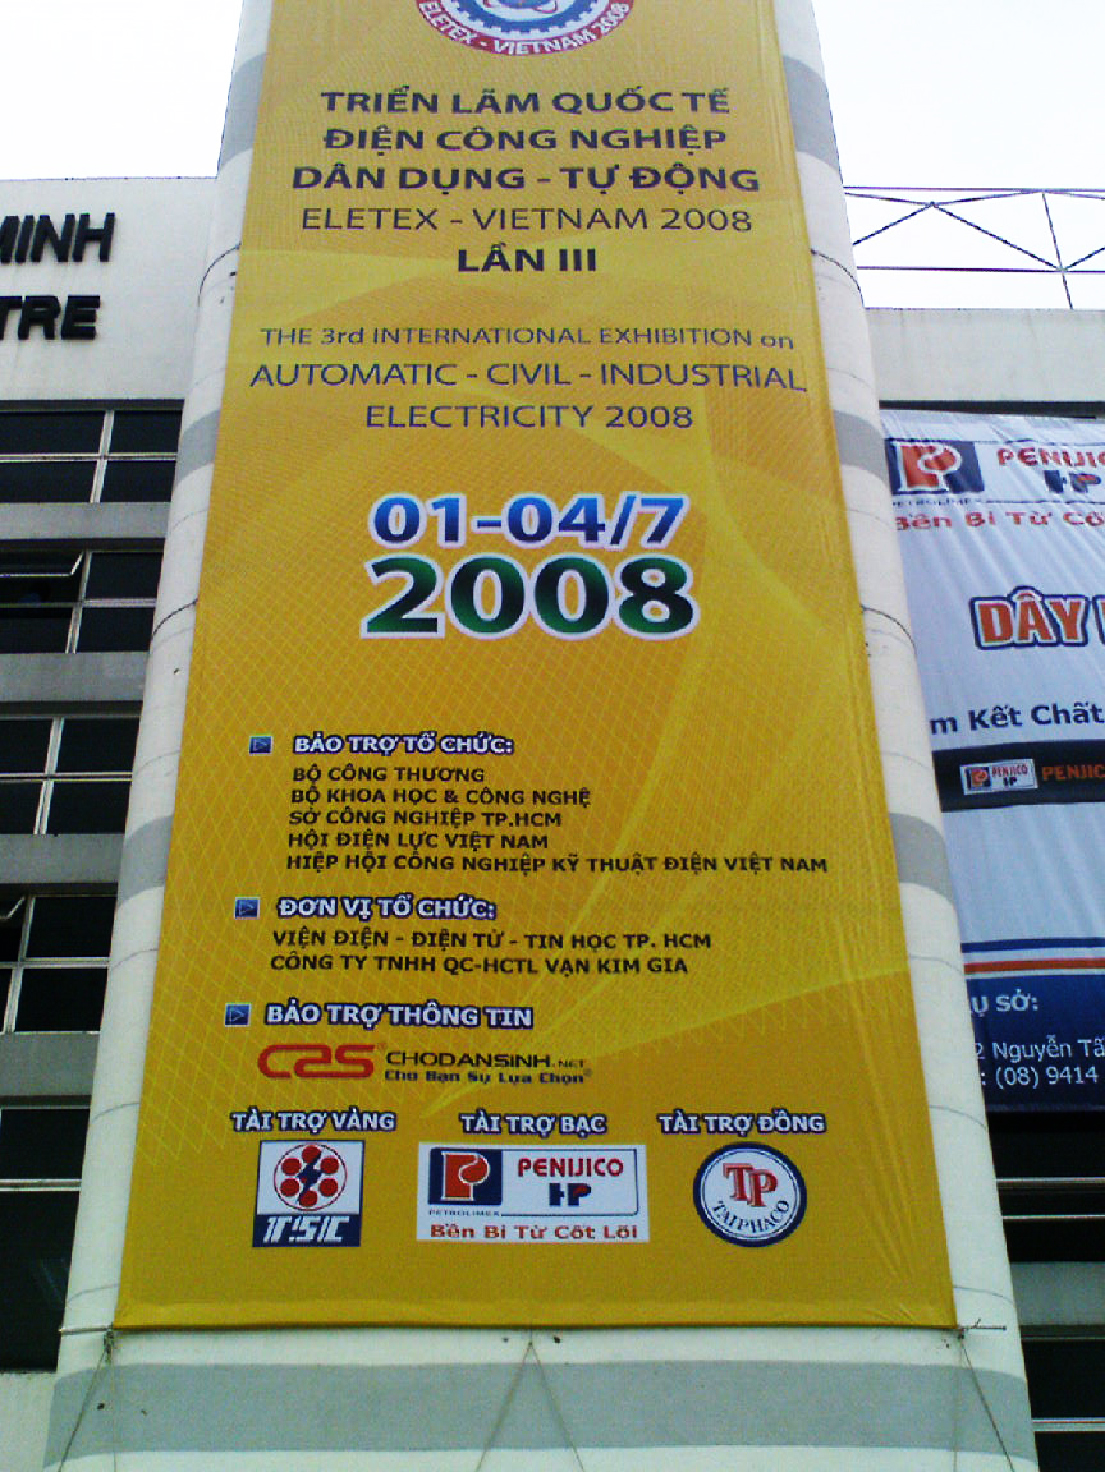 ELETEX - VIETNAM 2008
TRIỂN LÃM QUỐC TẾ
ĐIỆN CÔNG NGHIỆP
DÂN DỤNG - TỰ ĐỘNG
ELETEX - VIETNAM 2008
LẦN III
THE 3rd INTERNATIONAL EXHIBITION on
AUTOMATIC - CIVIL - INDUSTRIAL
ELECTRICITY 2008
01-04/7
2008
BẢO TRỢ TỔ CHỨC:
BỘ CÔNG THƯƠNG
BỘ KHOA HỌC & CÔNG NGHỆ
SỞ CÔNG NGHIỆP TP.HCM
HỘI ĐIỆN LỰC VIỆT NAM
HIỆP HỘI CÔNG NGHIỆP KỸ THUẬT ĐIỆN VIỆT NAM
ĐƠN VỊ TỔ CHỨC:
VIỆN ĐIỆN - ĐIỆN TỬ - TIN HỌC TP. HCM
CÔNG TY TNHH QC-HCTL VẠN KIM GIA
BẢO TRỢ THÔNG TIN
CHODANSINH.NET
Cho Bạn Sự Lựa Chọn
TÀI TRỢ VÀNG
TÀI TRỢ BẠC
PENIJICO
HP
PETROLIMEX
Bền Bỉ Từ Cốt Lõi
TÀI TRỢ ĐỒNG
TP
TAIPHACO
MINH
TRE
PENIJICO
HP
Bền Bỉ Từ Cố
DÂY
m Kết Chất
PENJICO
HP
PENJIC
Ụ SỞ:
2 Nguyễn Tấ
: (08) 9414